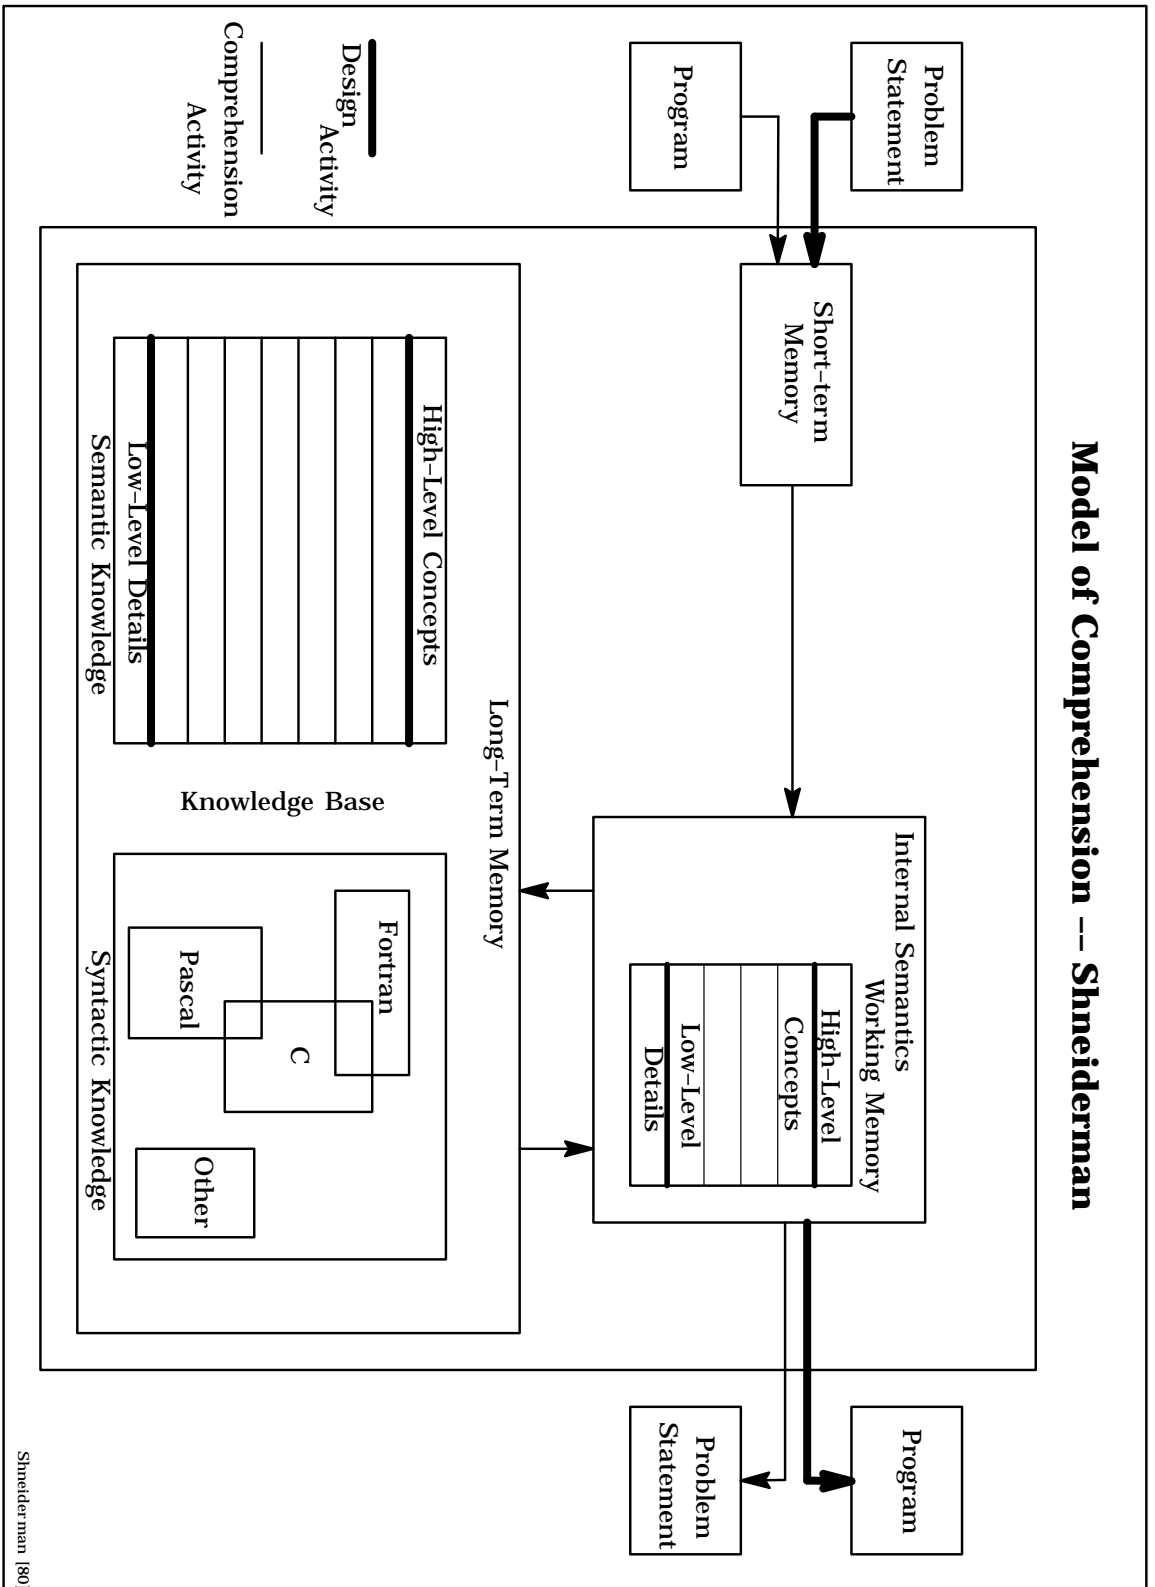 Model of Comprehension –– Shneiderman
Problem
Statement
Program
Short–term
Memory
Internal Semantics
Working Memory
High–Level
Concepts
Low–Level
Details
Program
Problem
Statement
Long–Term Memory
High–Level Concepts
Low–Level Details
Semantic Knowledge
Knowledge Base
Fortran
C
Pascal
Other
Syntactic Knowledge
Design
Activity
Comprehension
Activity
Shneiderman [80]